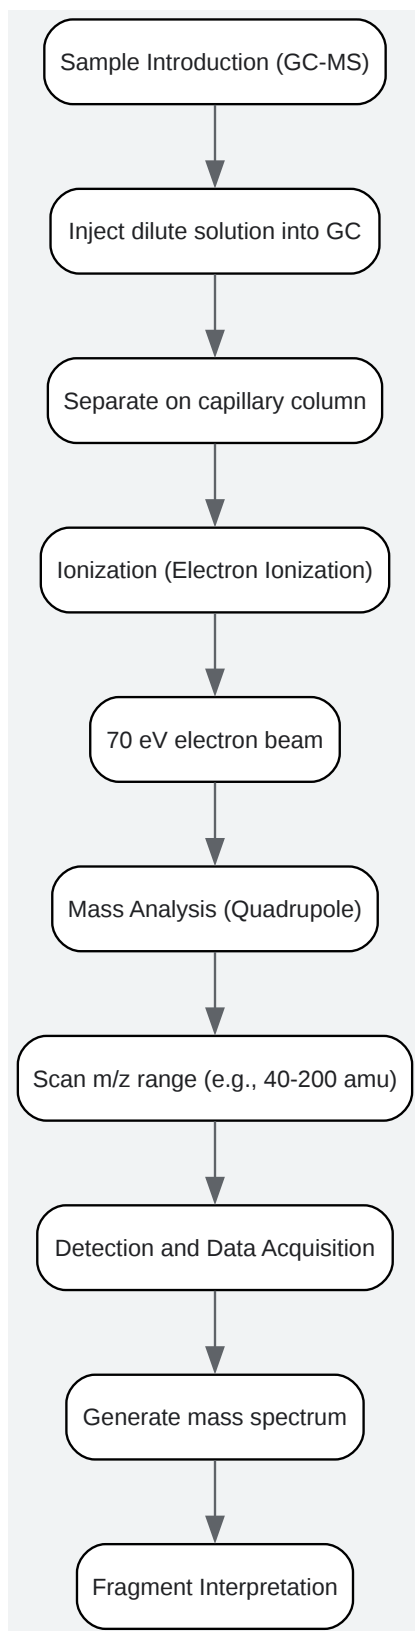 Sample Introduction (GC-MS)
Inject dilute solution into GC
Separate on capillary column
Ionization (Electron Ionization)
70 eV electron beam
Mass Analysis (Quadrupole)
Scan m/z range (e.g., 40-200 amu)
Detection and Data Acquisition
Generate mass spectrum
Fragment Interpretation